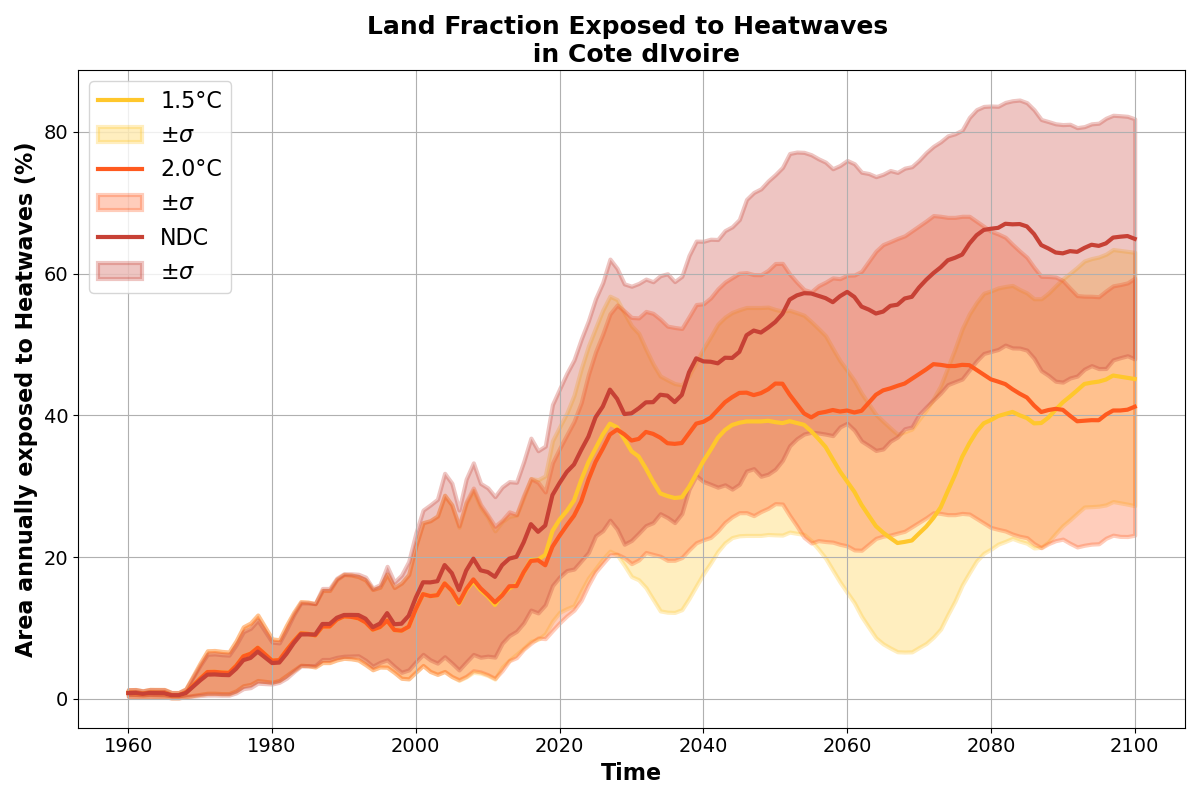 Land Fraction Exposed to Heatwaves
in Cote dIvoire
Area annually exposed to Heatwaves (%)
80
60
40
20
0
1.5°C
±σ
2.0°C
±σ
NDC
±σ
1960 1980 2000 2020 2040 2060 2080 2100
Time